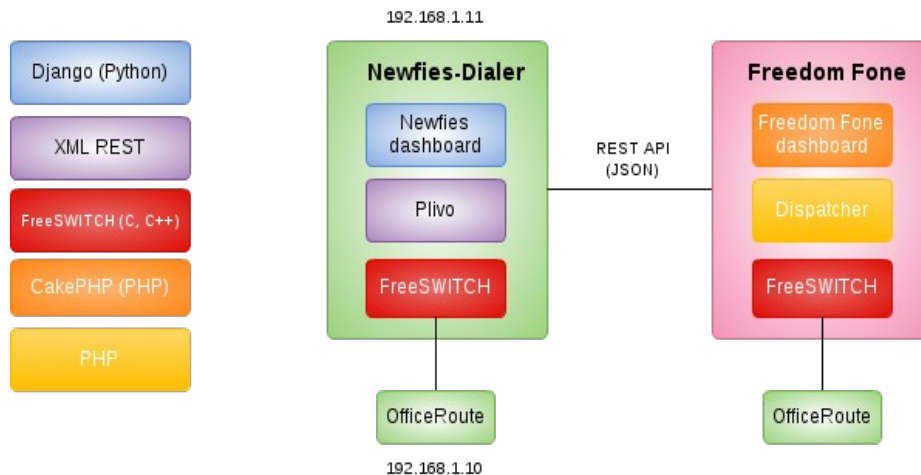 192.168.1.11
Django (Python)
XML REST
FreeSWITCH (C, C++)
CakePHP (PHP)
PHP
Newfies-Dialer
Newfies
dashboard
Plivo
FreeSWITCH
OfficeRoute
192.168.1.10
REST API
(JSON)
Freedom Fone
Freedom Fone
dashboard
Dispatcher
FreeSWITCH
OfficeRoute